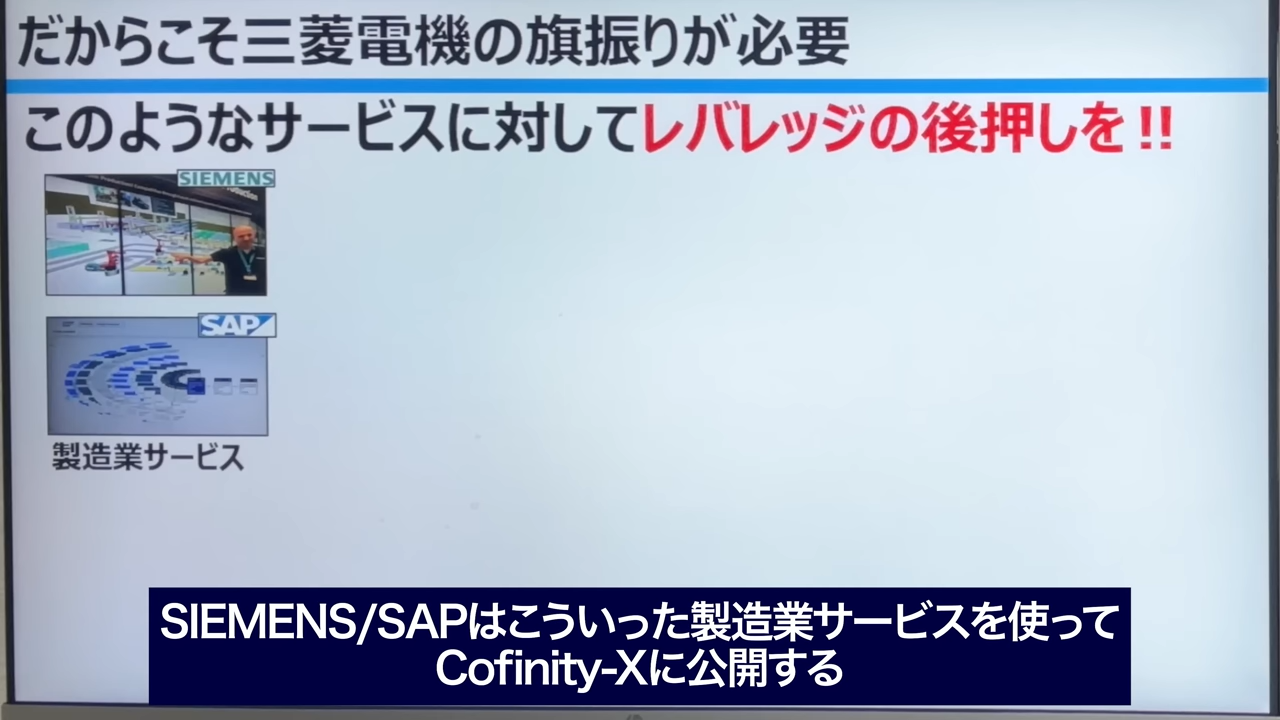 だからこそ三菱電機の旗振りが必要
このようなサービスに対してレバレッジの後押しを!!
SIEMENS
SAP
製造業サービス
SIEMENS/SAPはこういった製造業サービスを使って
Cofinity-Xに公開する